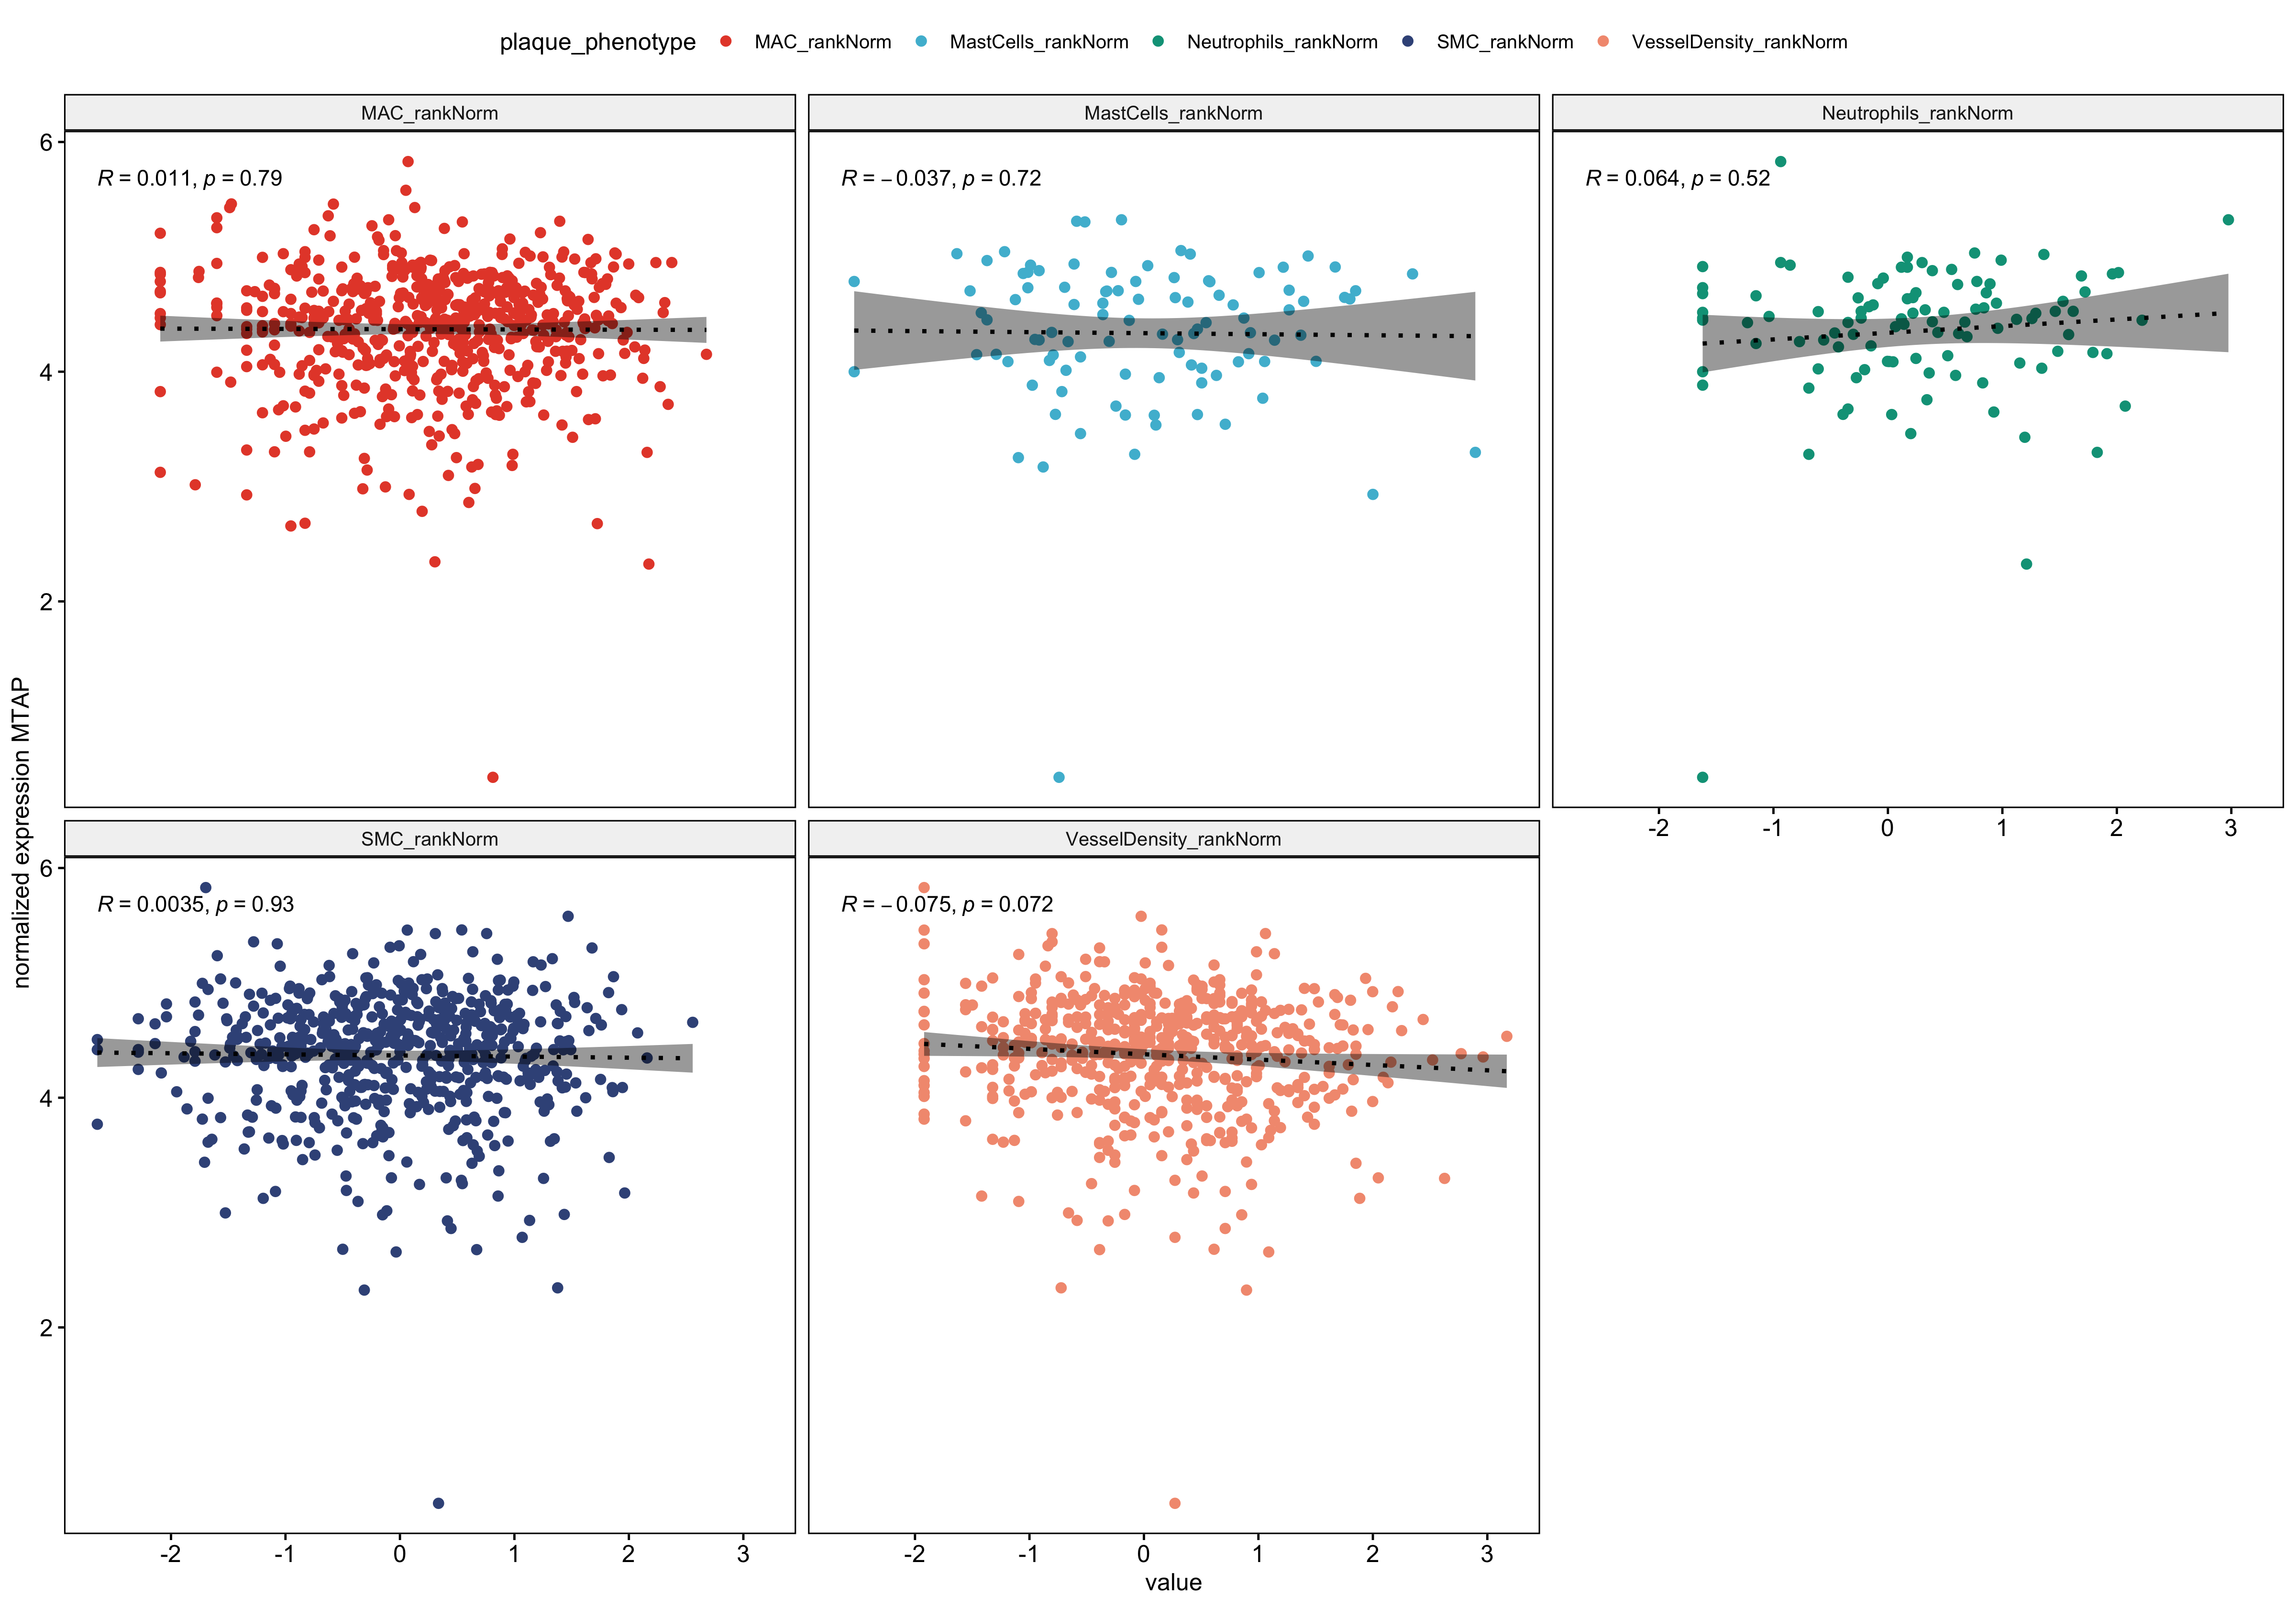 plaque_phenotype MAC_rankNorm MastCells_rankNorm Neutrophils_rankNorm SMC_rankNorm VesselDensity_rankNorm
MAC_rankNorm MastCells_rankNorm Neutrophils_rankNorm
R = 0.011, p = 0.79
R = −0.037, p = 0.72
R = 0.064, p = 0.52
6
4
2
-2 -1 0 1 2 3
SMC_rankNorm VesselDensity_rankNorm
R = 0.0035, p = 0.93
R = −0.075, p = 0.072
6
4
2
-2 -1 0 1 2 3
-2 -1 0 1 2 3
value
normalized expression MTAP